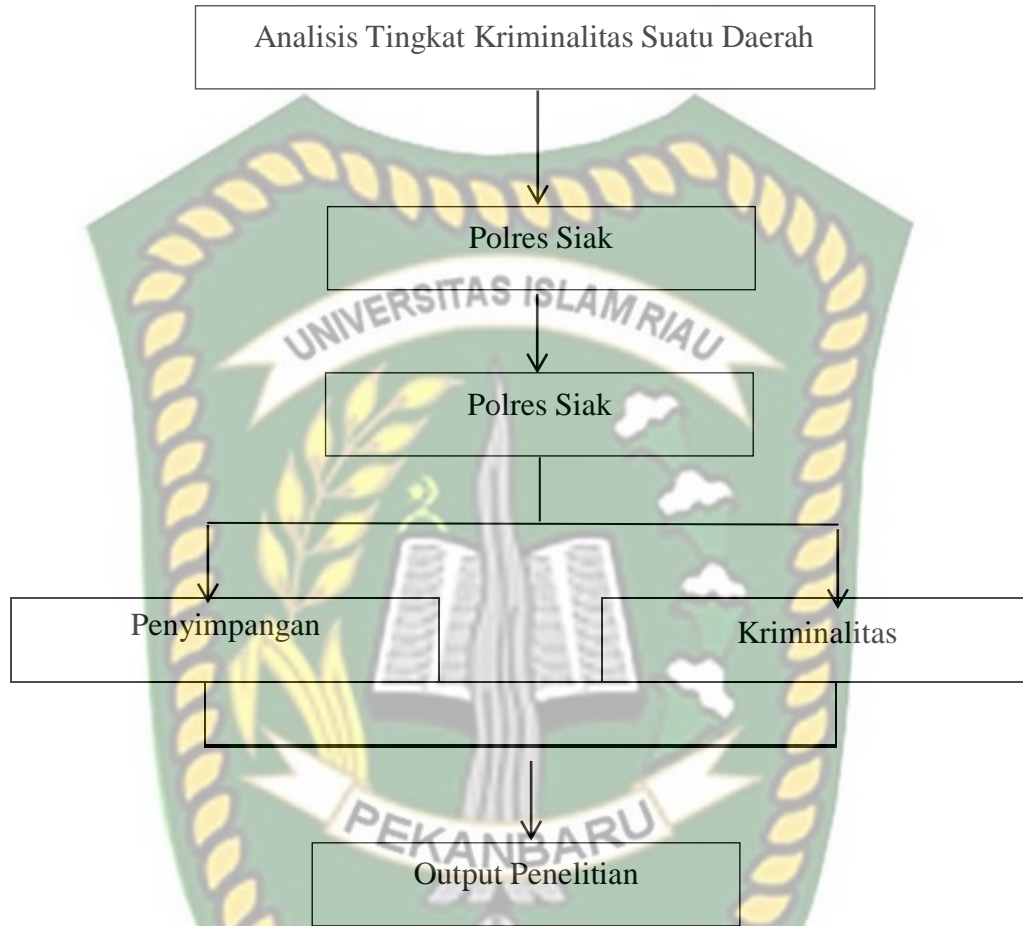 Analisis Tingkat Kriminalitas Suatu Daerah
Polres Siak
UNIVERSITAS ISLAM RIAU
Polres Siak
Penyimpangan
Kriminalitas
PEKANBARU
Output Penelitian